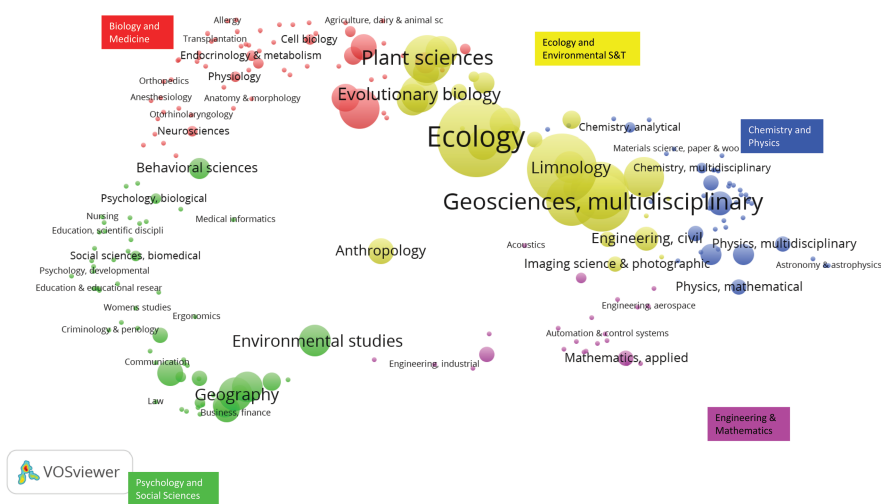 Biology and
Medicine
Allergy
Agriculture, dairy & animal sc
Transplantation
Cell biology
Endocrinology & metabolism
Plant sciences
Ecology and
Environmental S&T
Physiology
Orthopedics
Anesthesiology
Anatomy & morphology
Evolutionary biology
Otorhinolaryngology
Neurosciences
Ecology
Chemistry, analytical
Chemistry and
Physics
Materials science, paper & woo
Behavioral sciences
Limnology
Chemistry, multidisciplinary
Psychology, biological
Geosciences, multidisciplinary
Nursing
Medical informatics
Education, scientific discipli
Engineering, civil
Acoustics
Physics, multidisciplinary
Anthropology
Social sciences, biomedical
Imaging science & photographic
Astronomy & astrophysics
Psychology, developmental
Education & educational resear
Physics, mathematical
Womens studies
Ergonomics
Engineering, aerospace
Criminology & penology
Automation & control systems
Environmental studies
Communication
Engineering, industrial
Mathematics, applied
Geography
Law
Business, finance
Engineering &
Mathematics
VOSviewer
Psychology and
Social Sciences